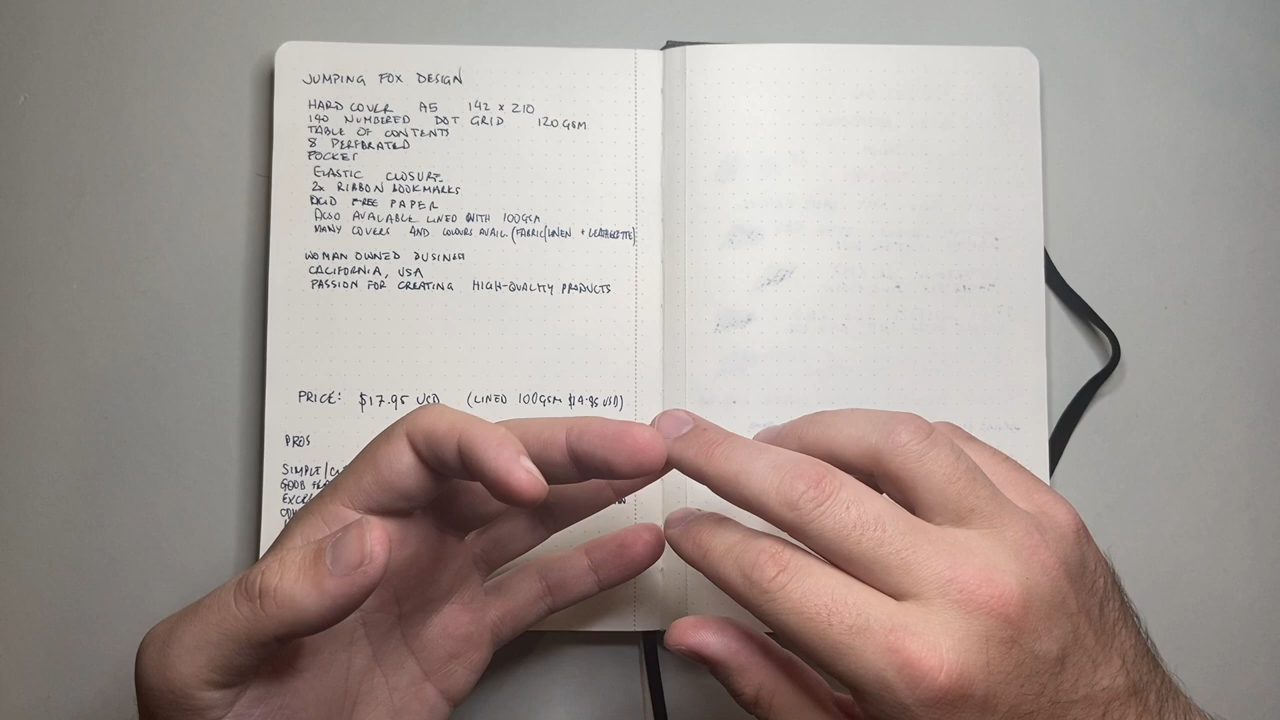 JUMPING FOX DESIGN
HARD COVER A5 142 x 210
140 NUMBERED DOT GRID 120GSM
TABLE OF CONTENTS
8 PERFORATED
POCKET
ELASTIC CLOSURE
2x RIBBON BOOKMARKS
ACID FREE PAPER
ALSO AVAILABLE LINED WITH 100GSM
MANY COVERS AND COLOURS AVAIL. (FABRIC/LINEN + LEATHERETTE)
WOMAN OWNED BUSINESS
CALIFORNIA, USA
PASSION FOR CREATING HIGH-QUALITY PRODUCTS
PRICE: $17.95 USD (LINED 100GSM $14.95 USD)
PROS
SIMPLE/
GOOD